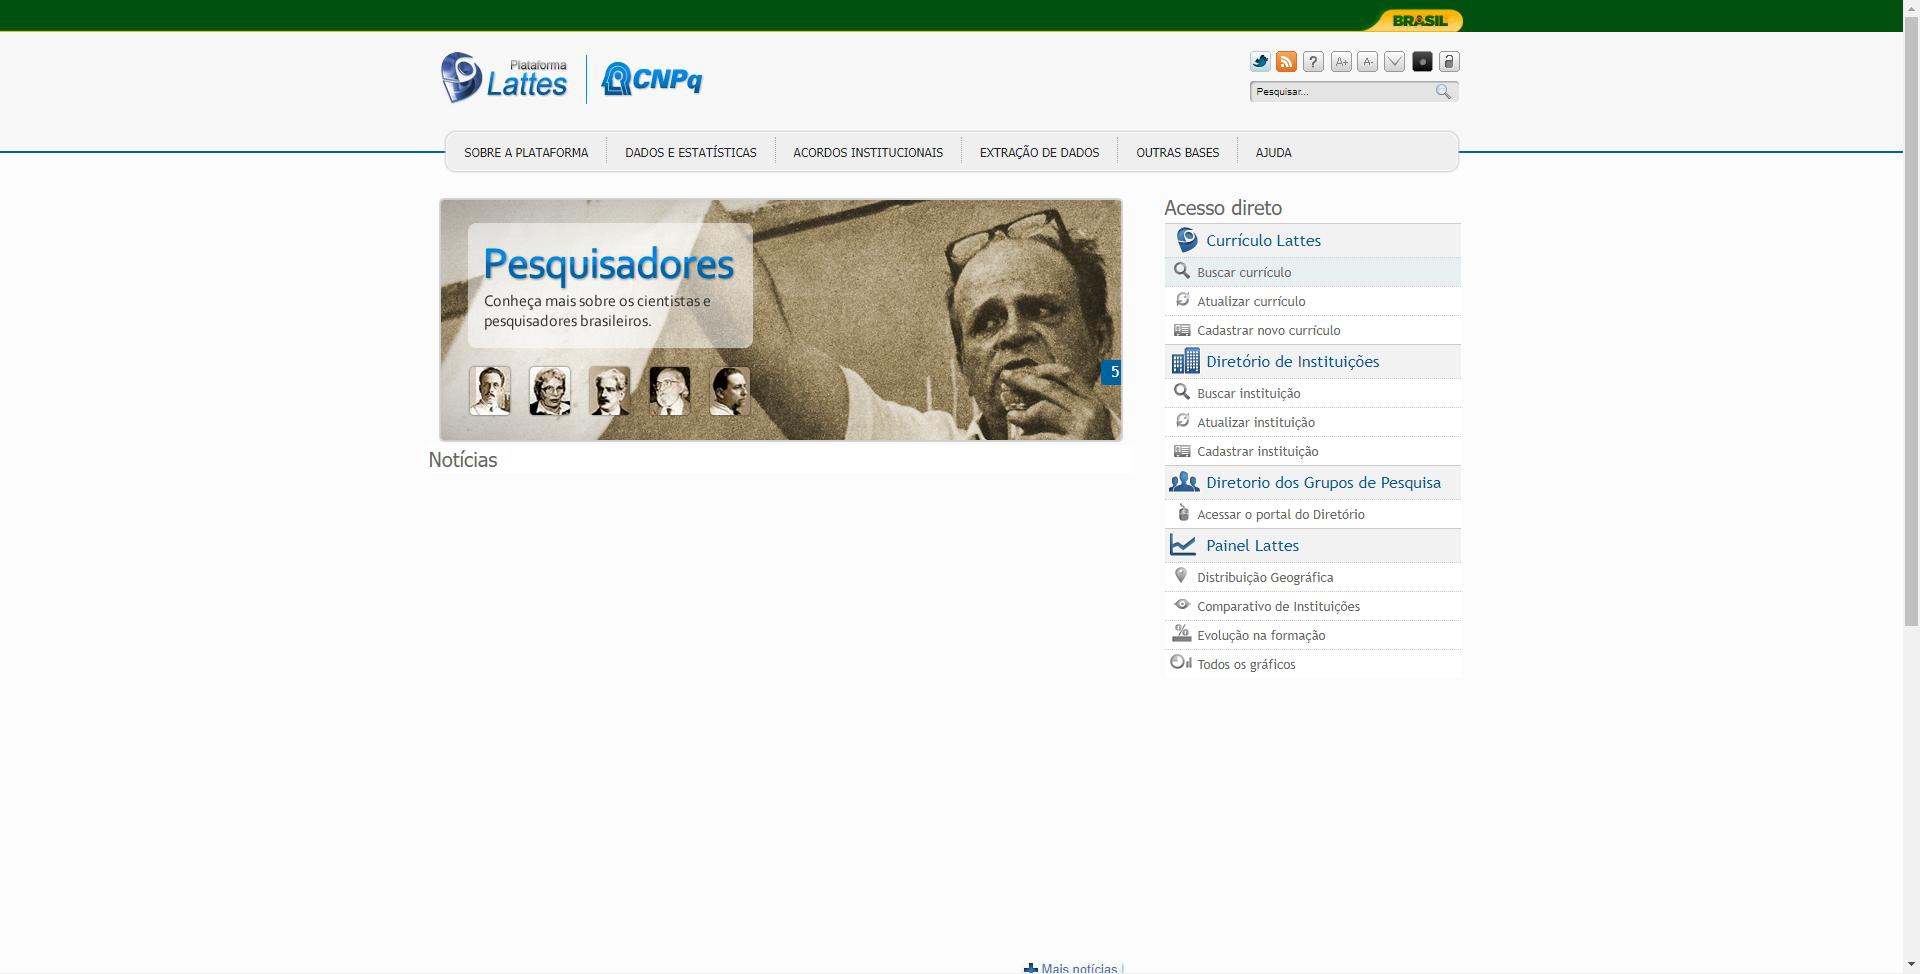 BRASIL
Plataforma
Lattes
CNPq
? A+ A-
Pesquisar...
SOBRE A PLATAFORMA
DADOS E ESTATÍSTICAS
ACORDOS INSTITUCIONAIS
EXTRAÇÃO DE DADOS
OUTRAS BASES
AJUDA
Pesquisadores
Conheça mais sobre os cientistas e
pesquisadores brasileiros.
5
Notícias
Mais notícias
Acesso direto
Currículo Lattes
Buscar currículo
Atualizar currículo
Cadastrar novo currículo
Diretório de Instituições
Buscar instituição
Atualizar instituição
Cadastrar instituição
Diretorio dos Grupos de Pesquisa
Acessar o portal do Diretório
Painel Lattes
Distribuição Geográfica
Comparativo de Instituições
Evolução na formação
Todos os gráficos